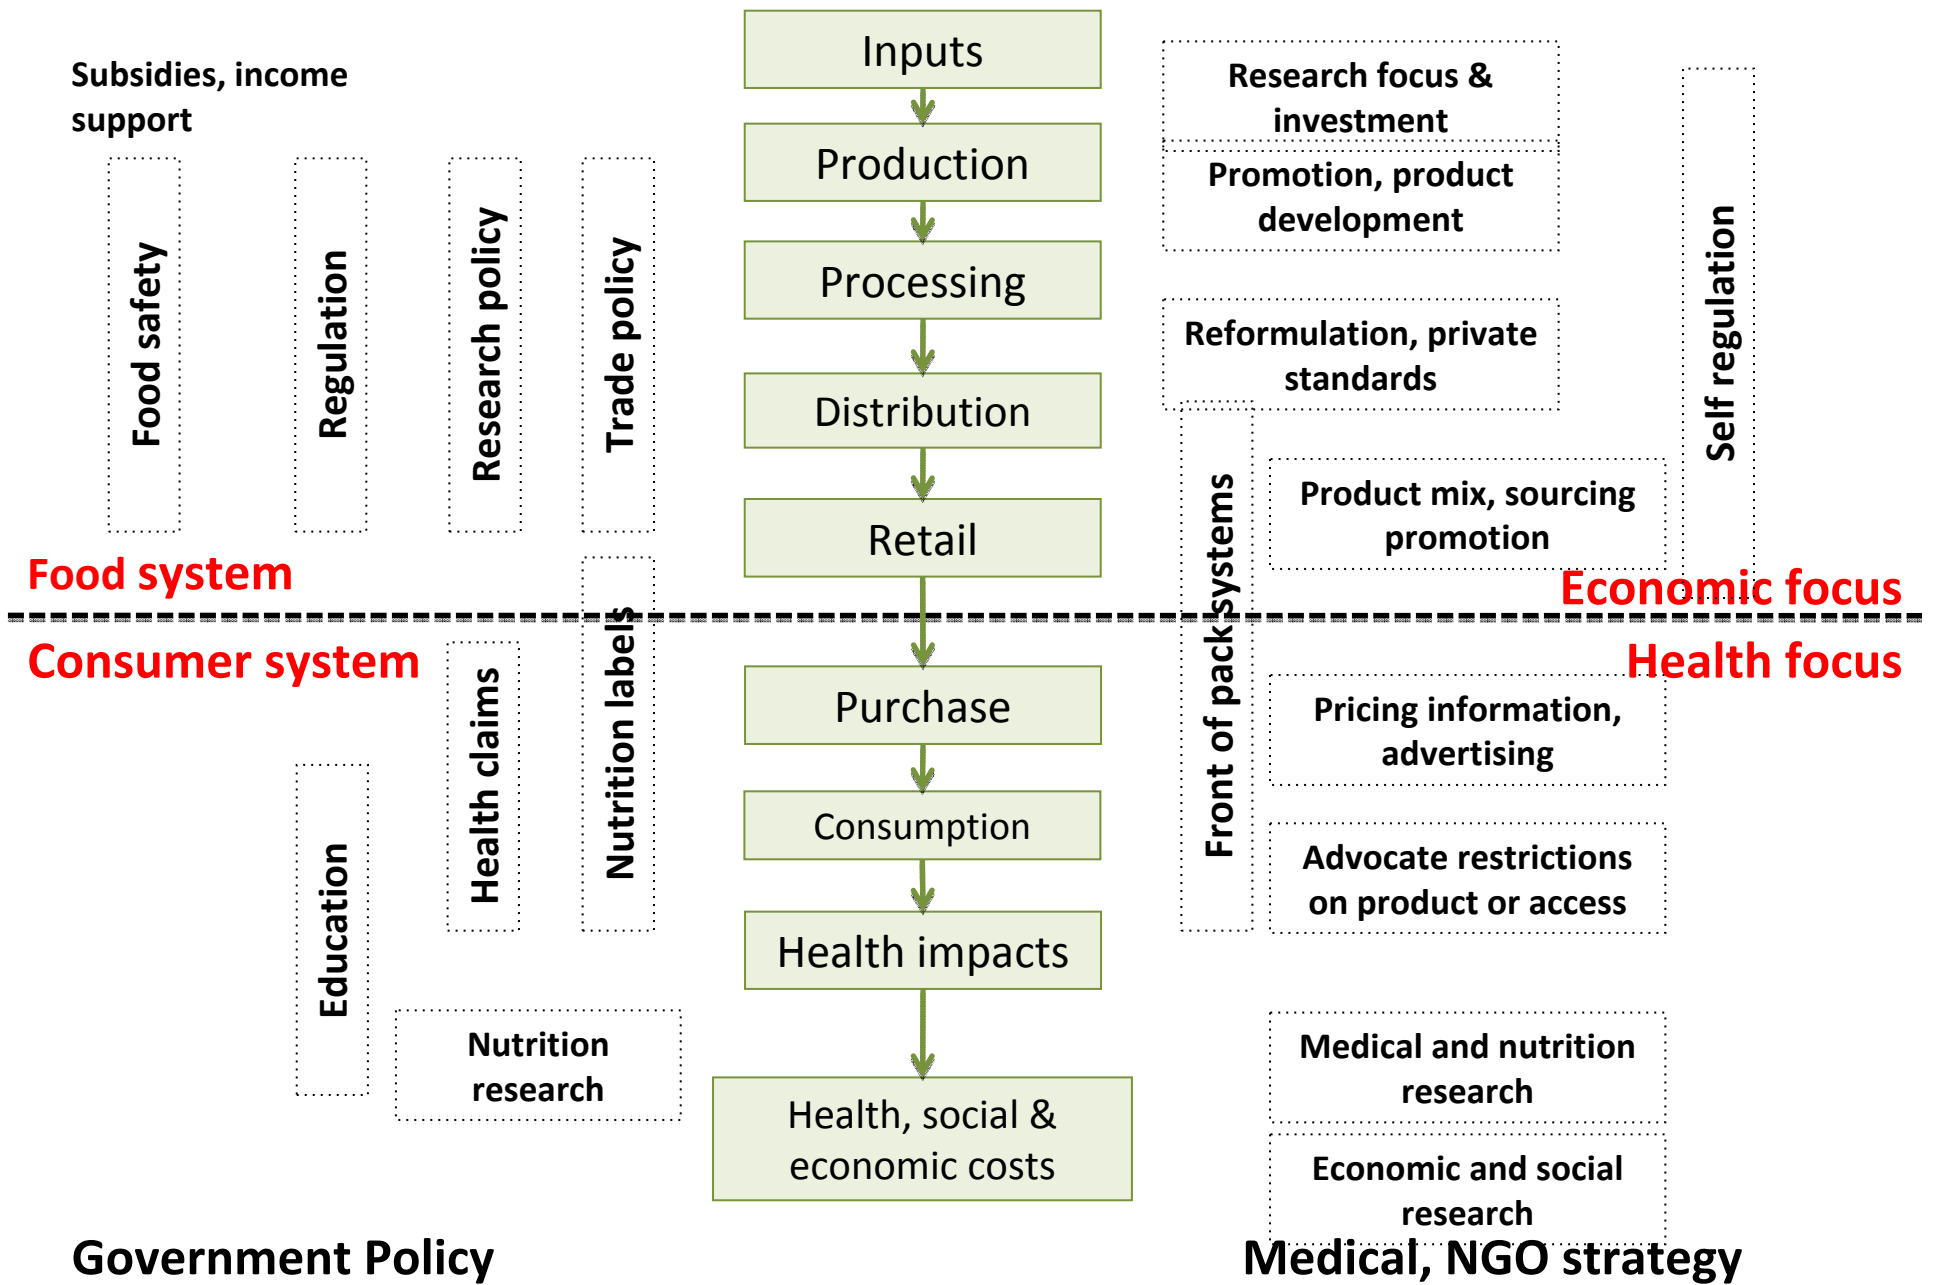 Subsidies, income
support
Food safety
Regulation
Research policy
Trade policy
Inputs
Production
Processing
Distribution
Retail
Research focus &
investment
Promotion, product
development
Reformulation, private
standards
Product mix, sourcing
promotion
Self regulation
Front of pack systems
Food system
Economic focus
Consumer system
Health focus
Education
Health claims
Nutrition labels
Nutrition
research
Purchase
Consumption
Health impacts
Health, social &
economic costs
Pricing information,
advertising
Advocate restrictions
on product or access
Medical and nutrition
research
Economic and social
research
Government Policy
Medical, NGO strategy